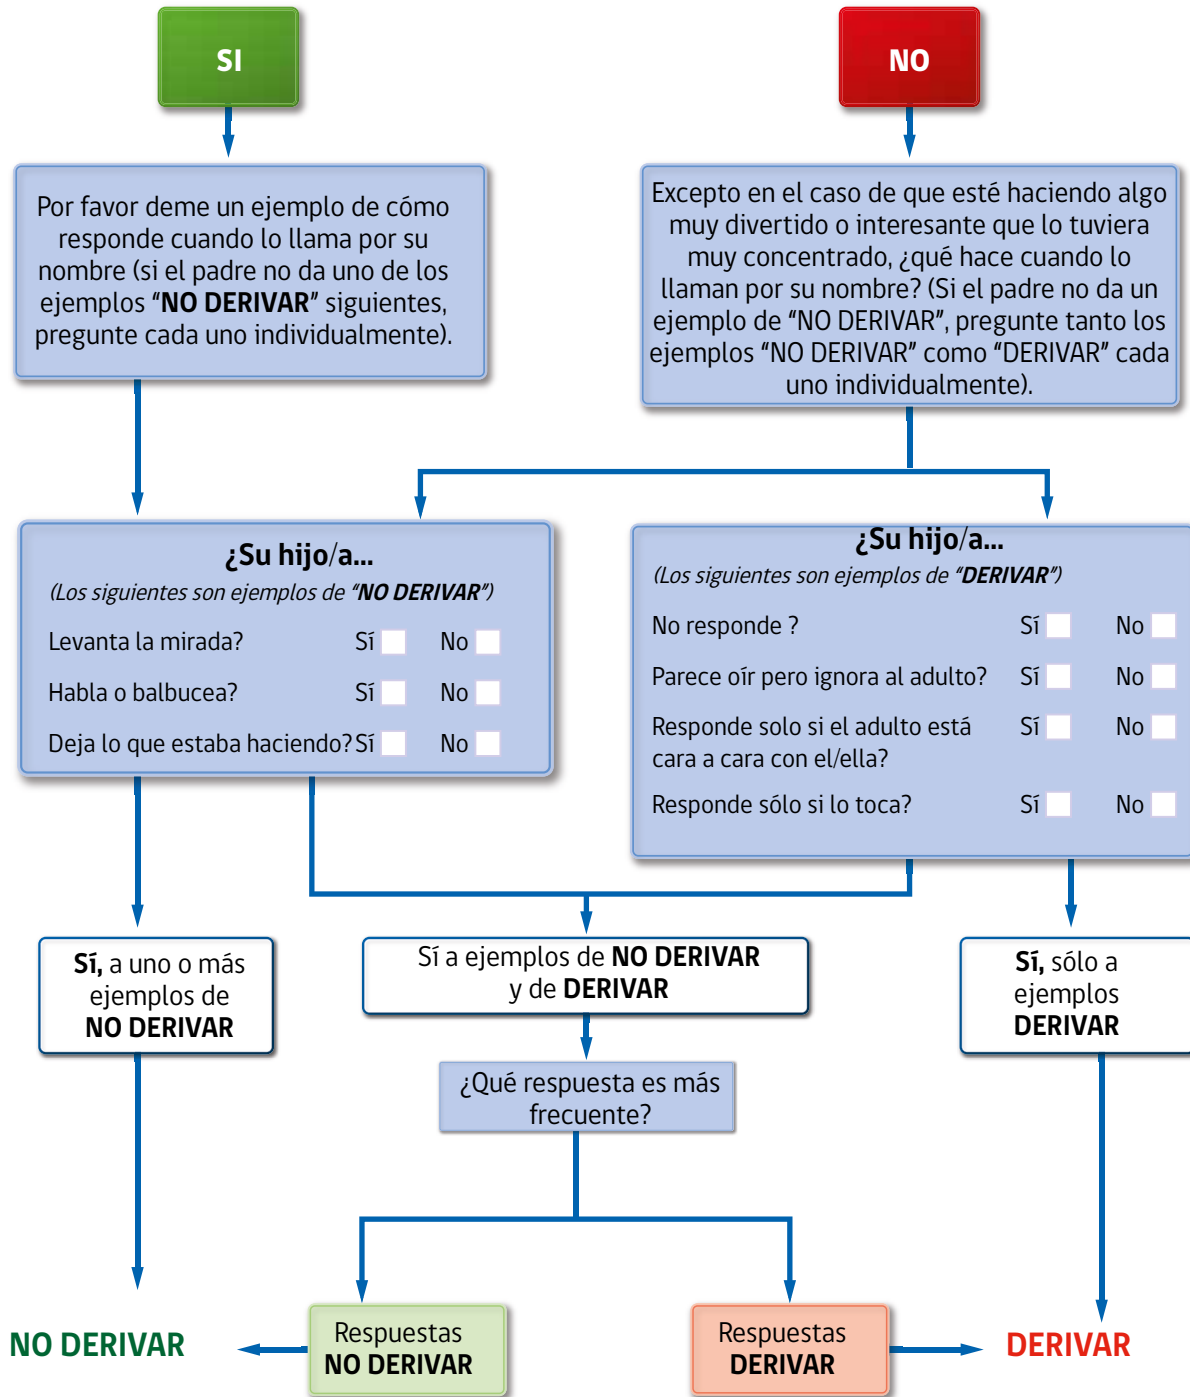 SI
NO
Por favor deme un ejemplo de cómo
responde cuando lo llama por su
nombre (si el padre no da uno de los
ejemplos “NO DERIVAR” siguientes,
pregunte cada uno individualmente).
Excepto en el caso de que esté haciendo algo
muy divertido o interesante que lo tuviera
muy concentrado, ¿qué hace cuando lo
llaman por su nombre? (Si el padre no da un
ejemplo de “NO DERIVAR”, pregunte tanto los
ejemplos “NO DERIVAR” como “DERIVAR” cada
uno individualmente).
¿Su hijo/a...
(Los siguientes son ejemplos de “NO DERIVAR”)
Levanta la mirada? Sí No
Habla o balbucea? Sí No
Deja lo que estaba haciendo? Sí No
¿Su hijo/a...
(Los siguientes son ejemplos de “DERIVAR”)
No responde ? Sí No
Parece oír pero ignora al adulto? Sí No
Responde solo si el adulto está Sí No
cara a cara con el/ella?
Responde sólo si lo toca? Sí No
Sí, a uno o más
ejemplos de
NO DERIVAR
Sí a ejemplos de NO DERIVAR
y de DERIVAR
Sí, sólo a
ejemplos
DERIVAR
¿Qué respuesta es más
frecuente?
NO DERIVAR
Respuestas
NO DERIVAR
Respuestas
DERIVAR
DERIVAR